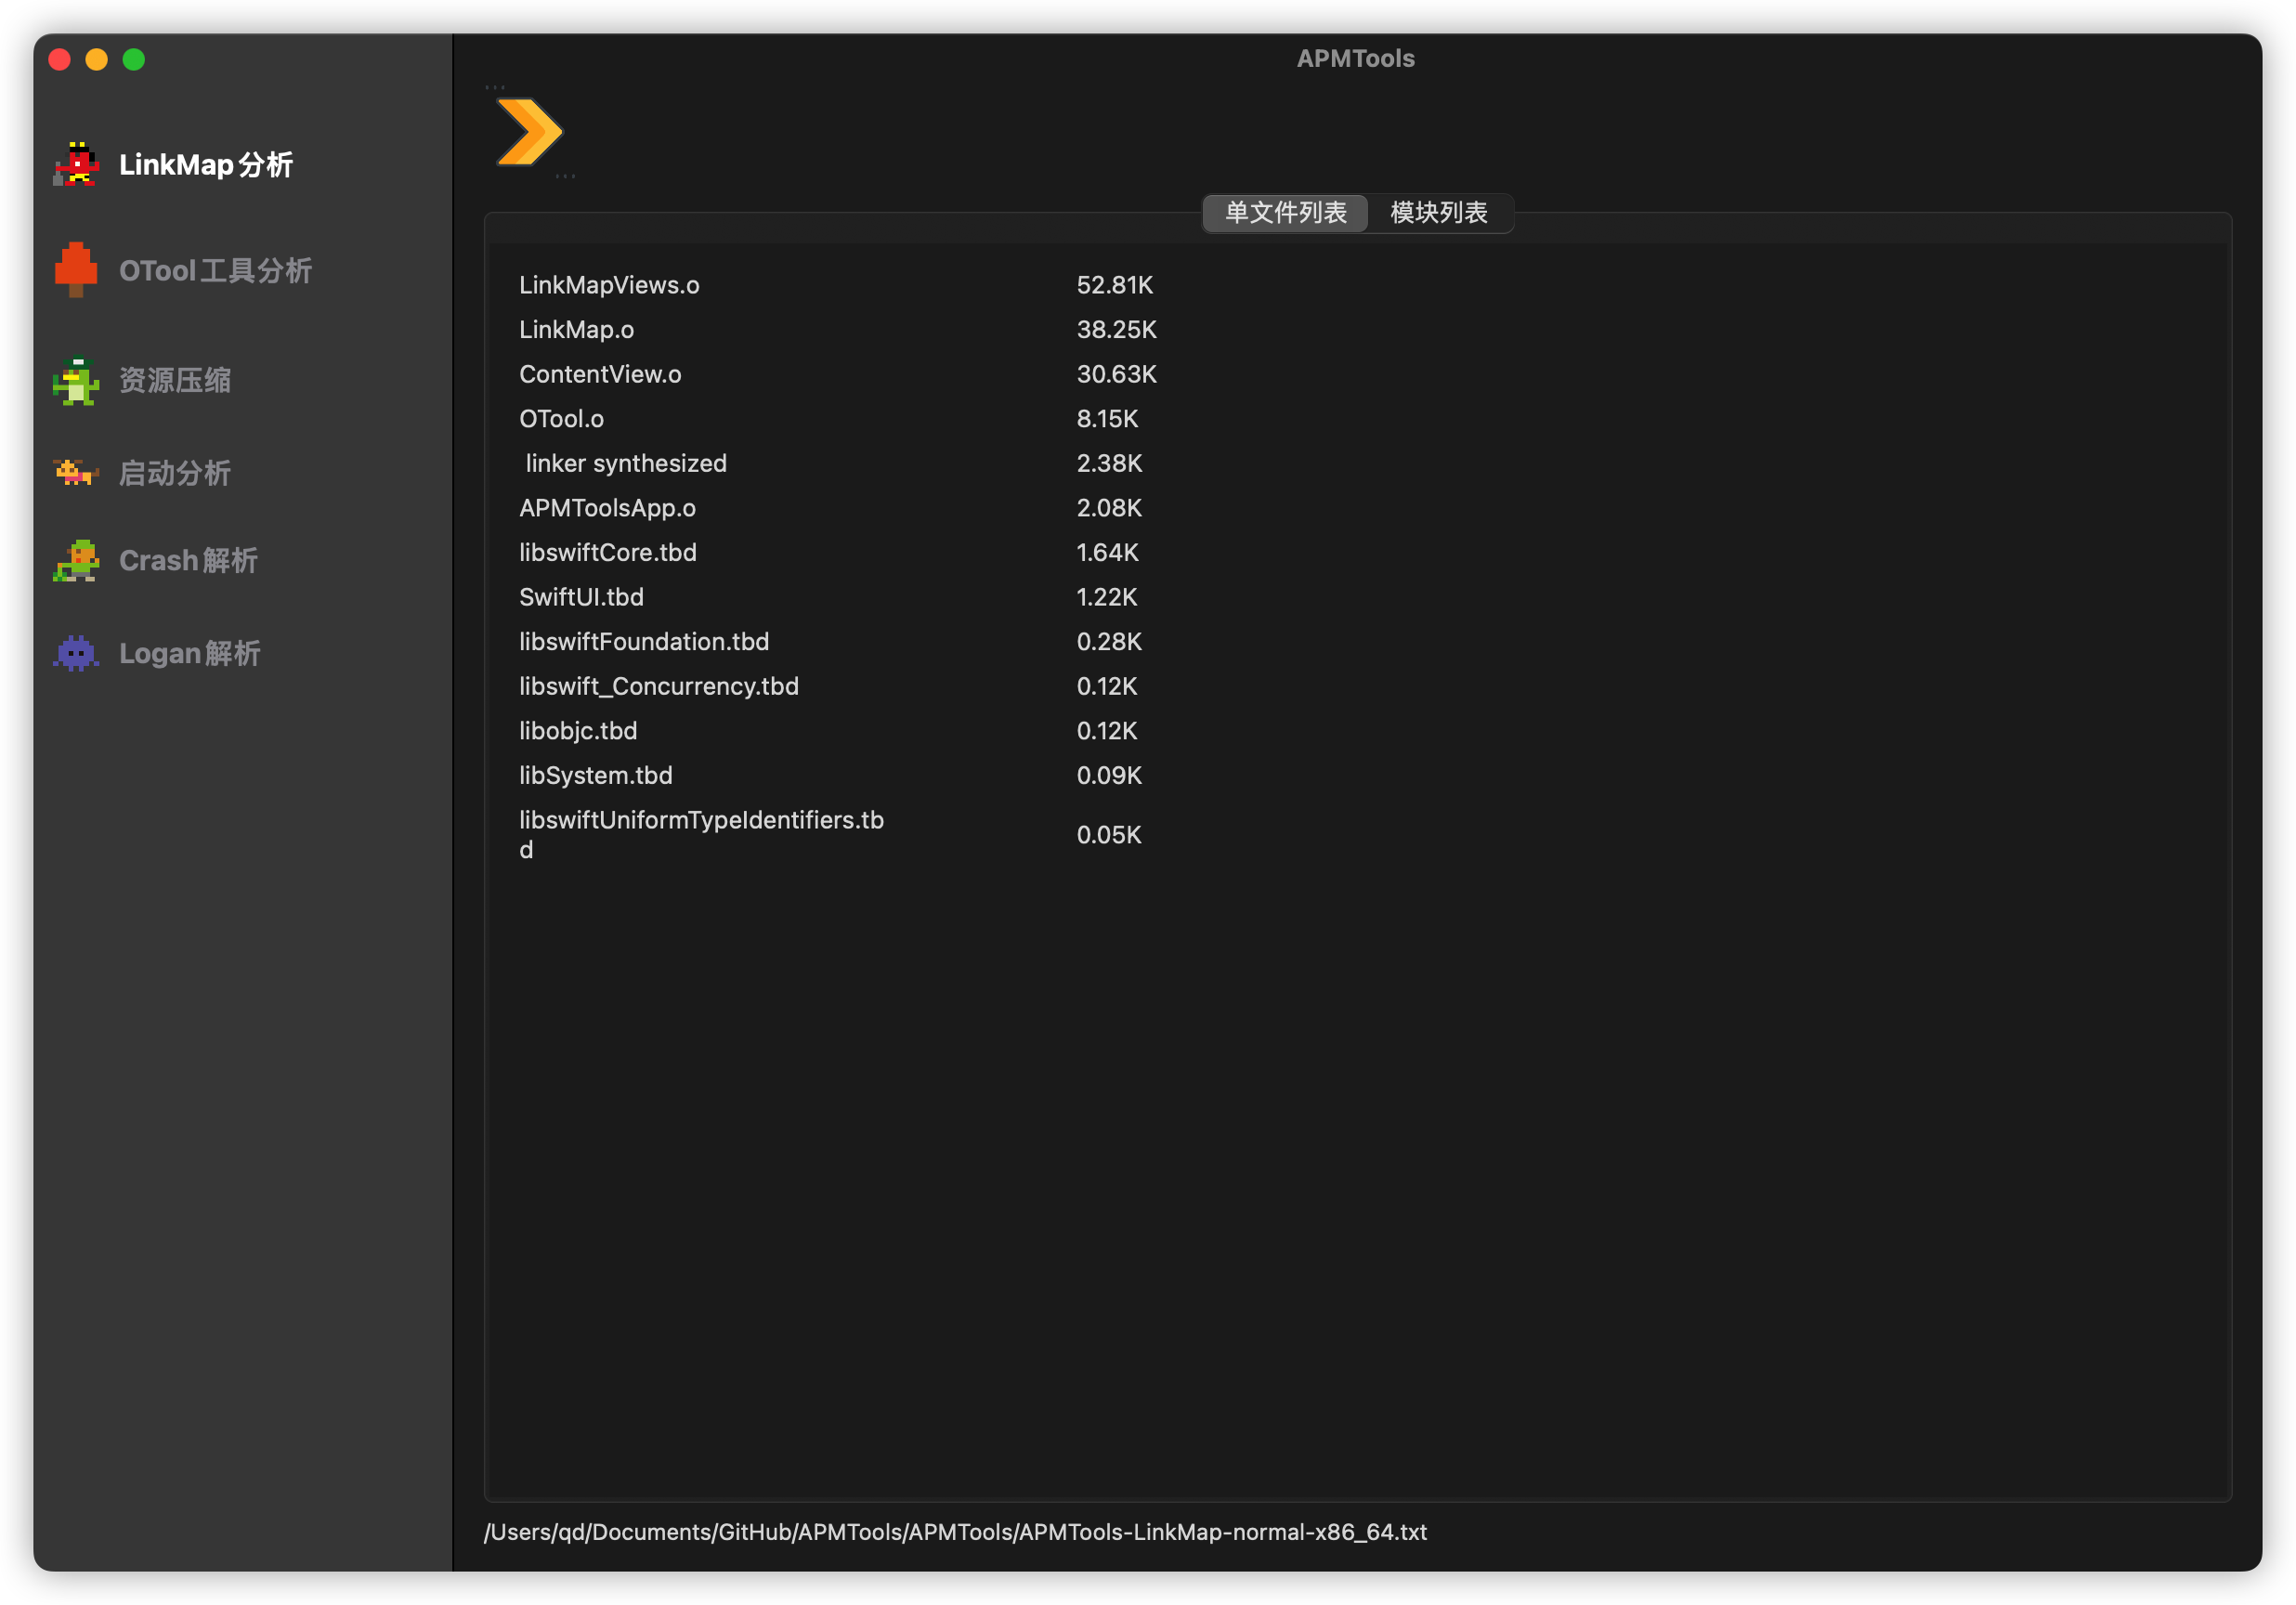 APMTools
LinkMap分析
OTool工具分析
资源压缩
启动分析
Crash解析
Logan解析
...
...
单文件列表 模块列表
LinkMapViews.o 52.81K
LinkMap.o 38.25K
ContentView.o 30.63K
OTool.o 8.15K
linker synthesized 2.38K
APMToolsApp.o 2.08K
libswiftCore.tbd 1.64K
SwiftUI.tbd 1.22K
libswiftFoundation.tbd 0.28K
libswift_Concurrency.tbd 0.12K
libobjc.tbd 0.12K
libSystem.tbd 0.09K
libswiftUniformTypeIdentifiers.tb
d 0.05K
/Users/qd/Documents/GitHub/APMTools/APMTools/APMTools-LinkMap-normal-x86_64.txt